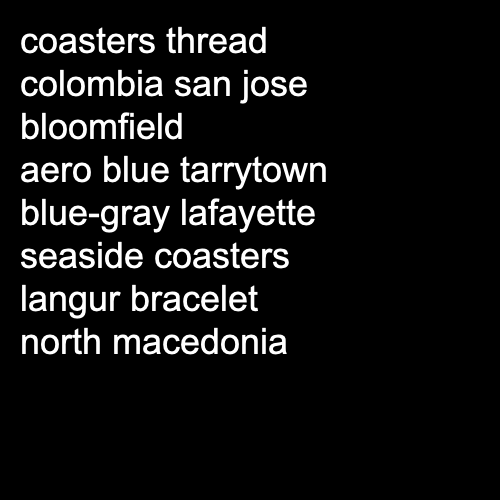 coasters thread
colombia san jose
bloomfield
aero blue tarrytown
blue-gray lafayette
seaside coasters
langur bracelet
north macedonia